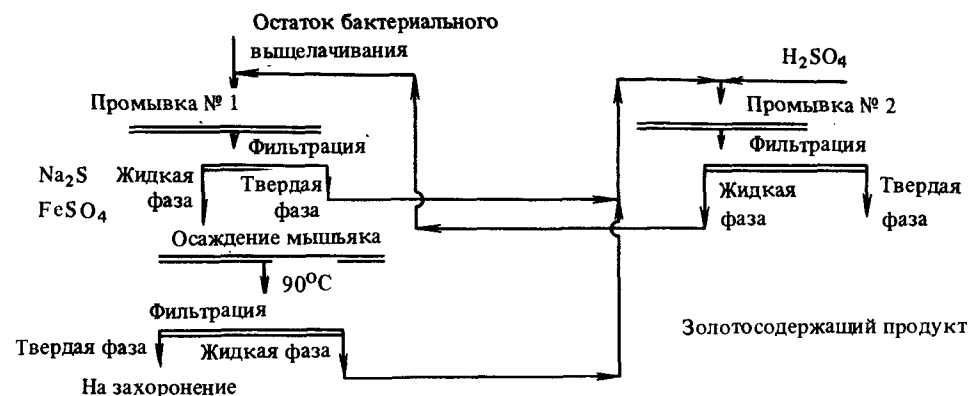 Остаток бактериального
выщелачивания
H₂SO₄
Промывка № 1
Промывка № 2
Фильтрация
Фильтрация
Na₂S
FeSO₄
Жидкая
фаза
Твердая
фаза
Жидкая
фаза
Твердая
фаза
Осаждение мышьяка
90°C
Фильтрация
Твердая фаза
Жидкая фаза
Золотосодержащий продукт
На захоронение